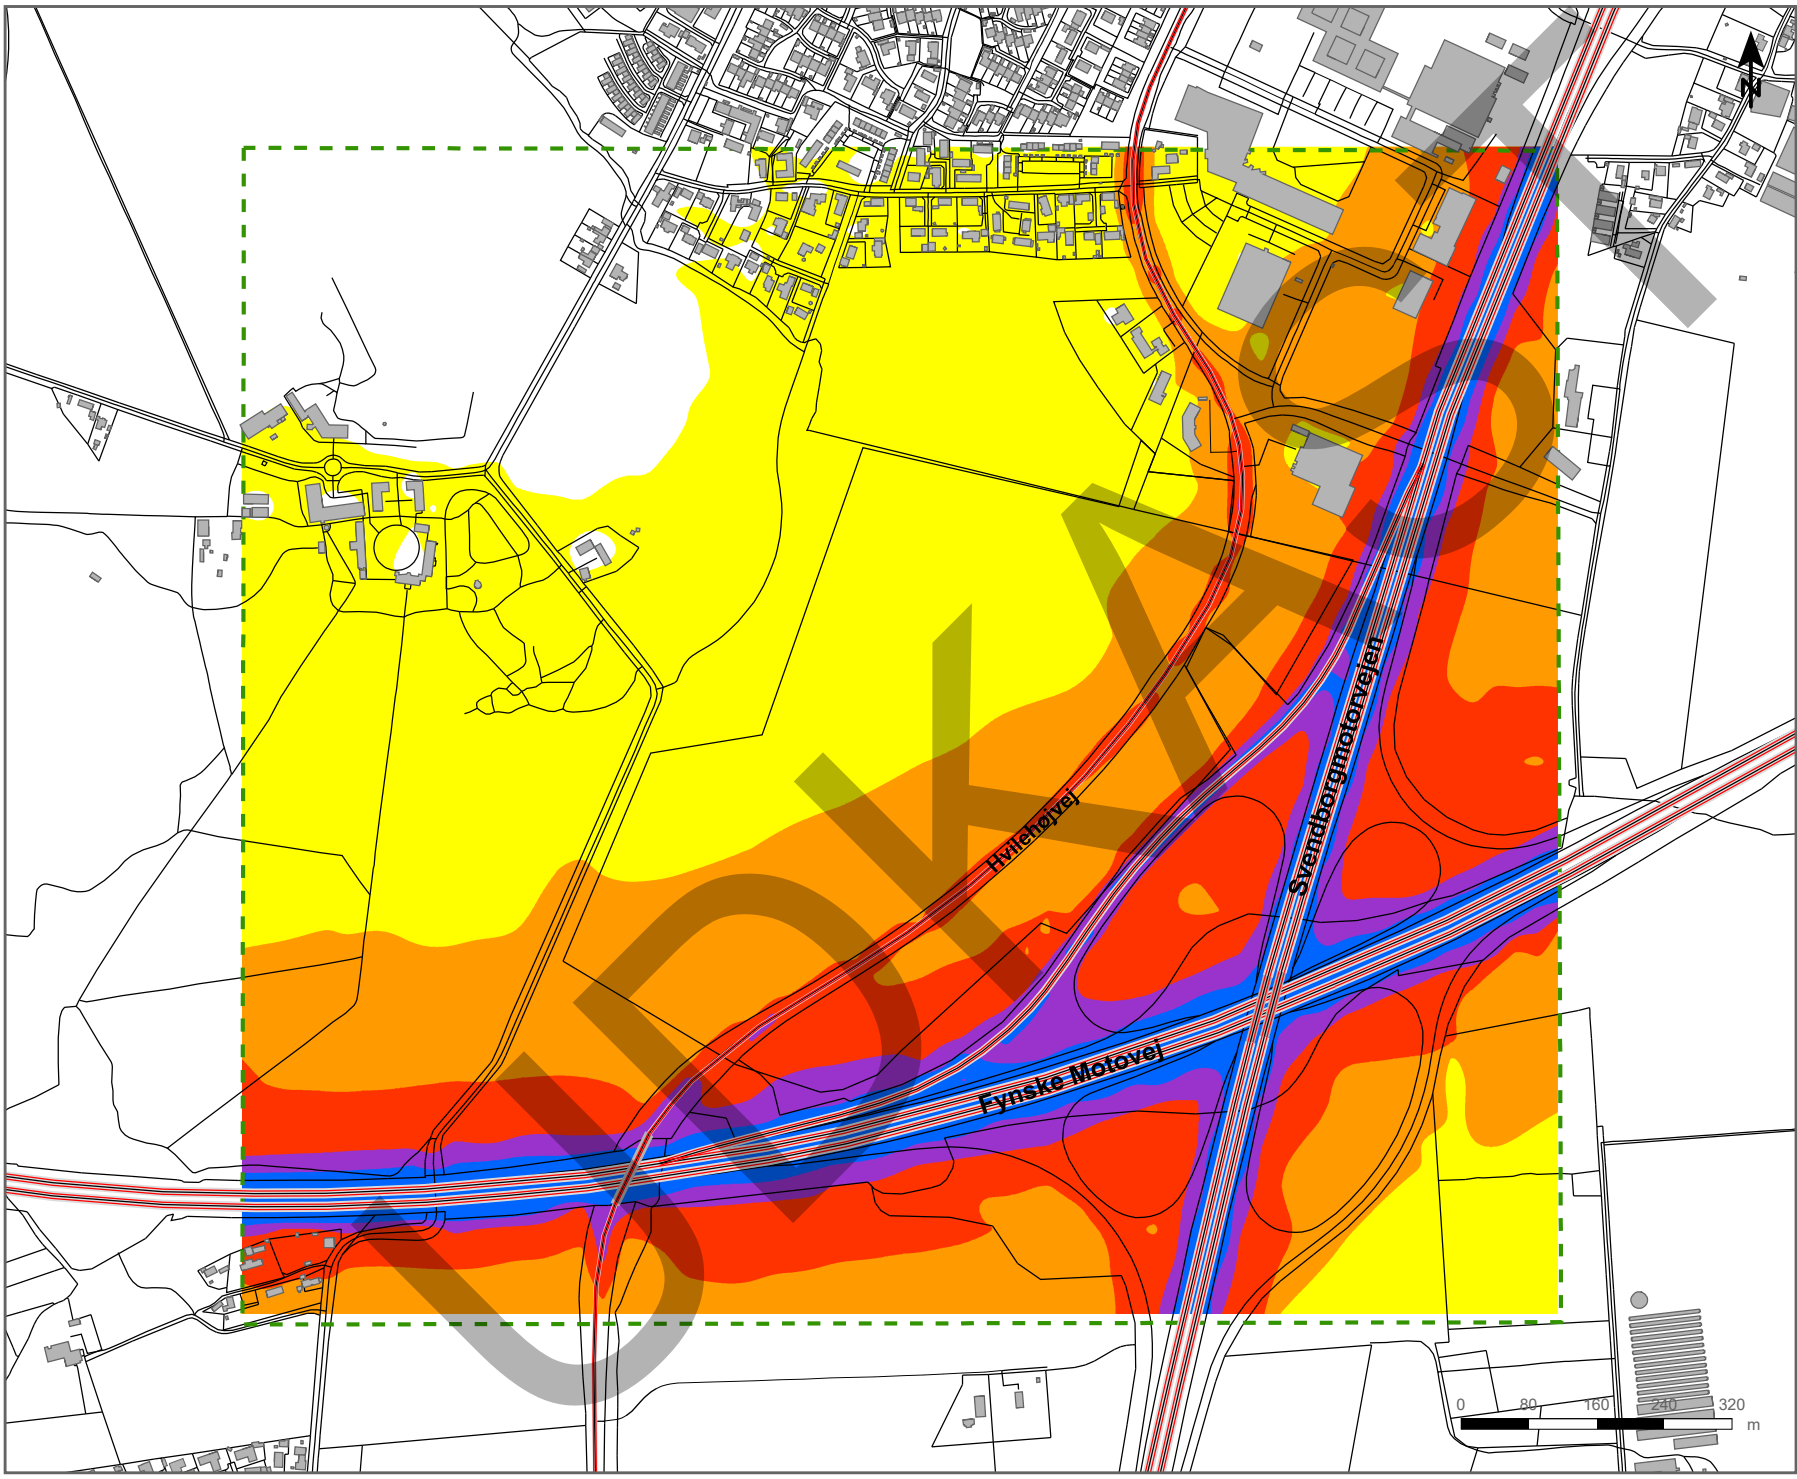 N
UDKAST
Svendborgmotorvejen
Hvilehøjvej
Fynske Motovej
0 80 160 240 320
m